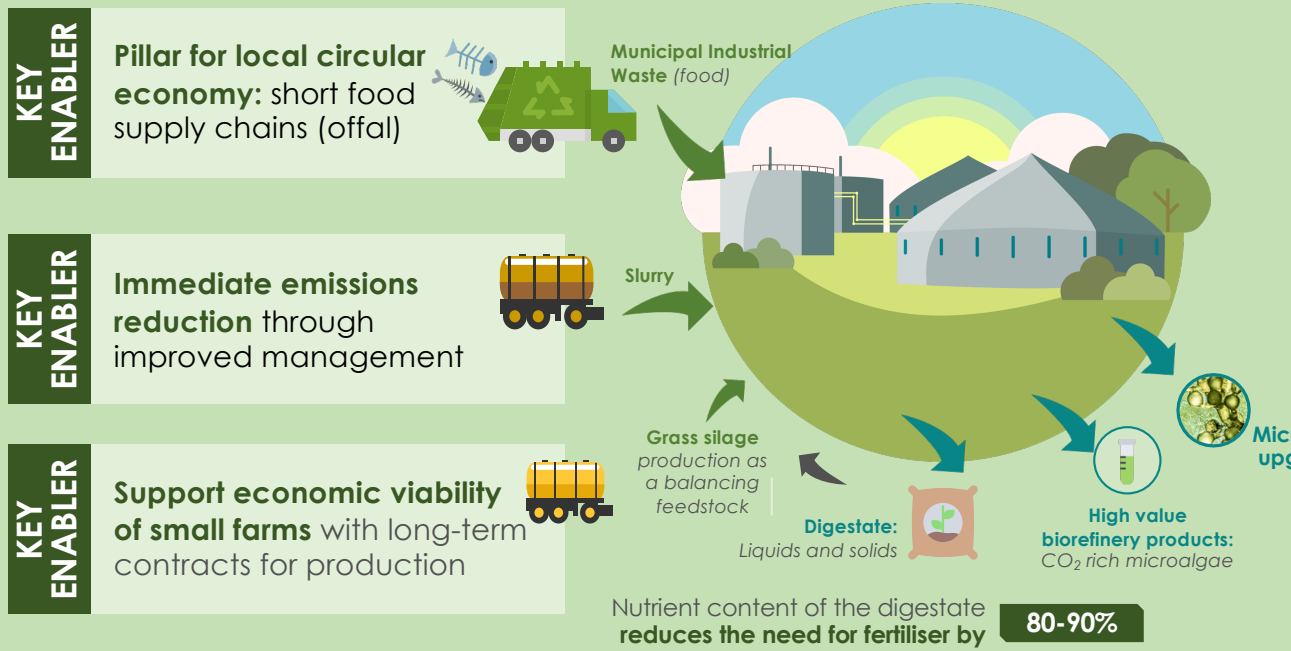 KEY
ENABLER
Pillar for local circular
economy: short food
supply chains (offal)
Municipal Industrial
Waste (food)
KEY
ENABLER
Immediate emissions
reduction through
improved management
Slurry
KEY
ENABLER
Support economic viability
of small farms with long-term
contracts for production
Grass silage
production as
a balancing
feedstock
Digestate:
Liquids and solids
High value
biorefinery products:
CO₂ rich microalgae
Nutrient content of the digestate
reduces the need for fertiliser by
80-90%